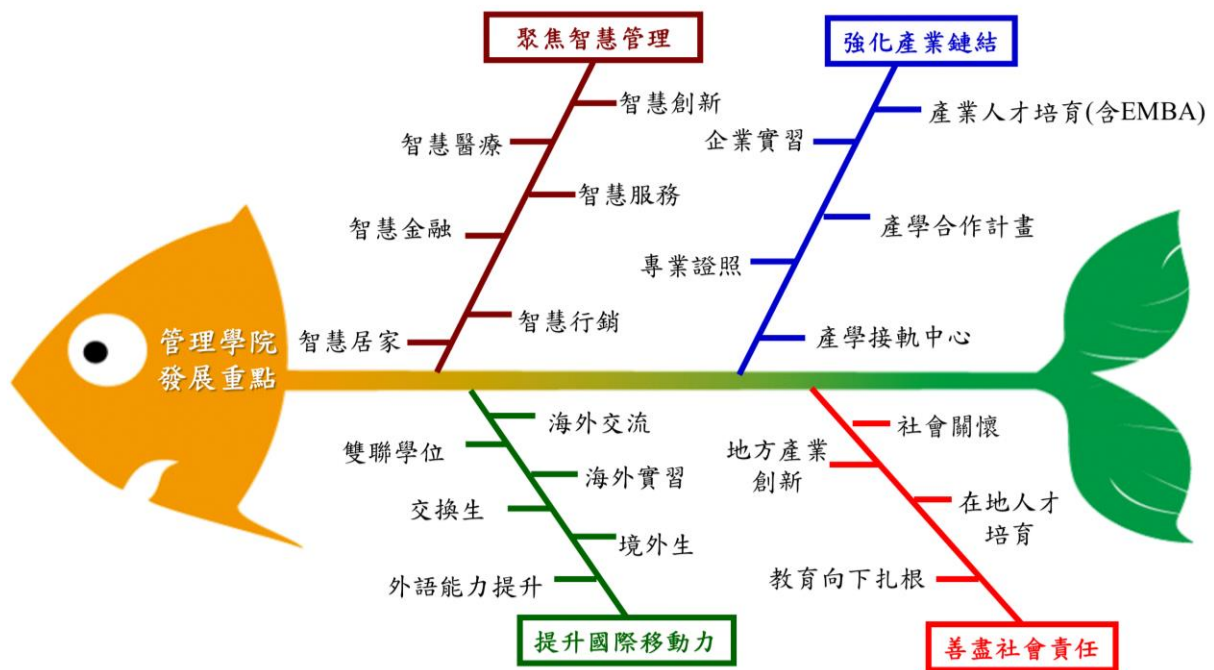 聚焦智慧管理
強化產業鏈結
智慧創新
智慧醫療
智慧服務
智慧金融
智慧行銷
智慧居家
產業人才培育(含EMBA)
企業實習
產學合作計畫
專業證照
產學接軌中心
管理學院
發展重點
海外交流
雙聯學位
海外實習
交換生
境外生
外語能力提升
提升國際移動力
社會關懷
地方產業
創新
在地人才
培育
教育向下扎根
善盡社會責任